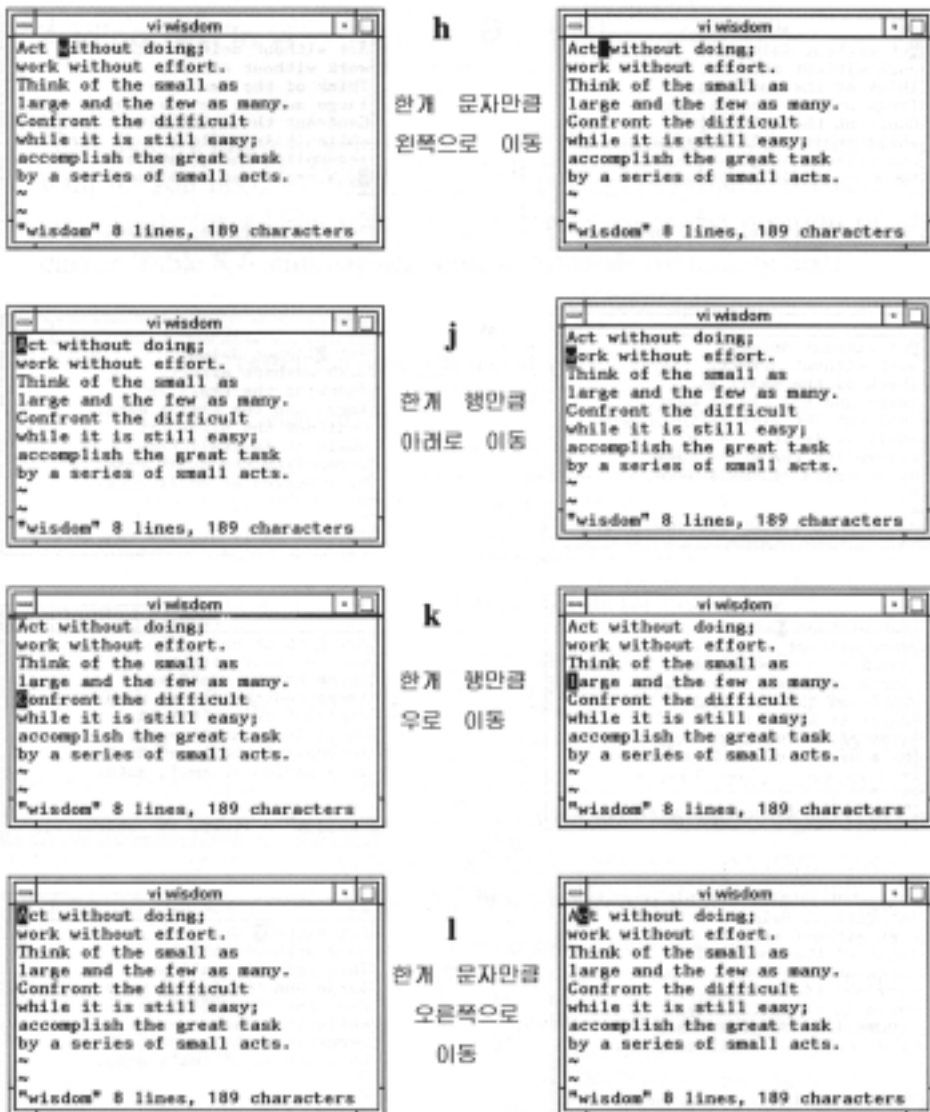 vi wisdom
Act without doing;
work without effort.
Think of the small as
large and the few as many.
Confront the difficult
while it is still easy;
accomplish the great task
by a series of small acts.
~
~
"wisdom" 8 lines, 189 characters
h
한개 문자만큼
왼쪽으로 이동
vi wisdom
Act without doing;
work without effort.
Think of the small as
large and the few as many.
Confront the difficult
while it is still easy;
accomplish the great task
by a series of small acts.
~
~
"wisdom" 8 lines, 189 characters
vi wisdom
Act without doing;
work without effort.
Think of the small as
large and the few as many.
Confront the difficult
while it is still easy;
accomplish the great task
by a series of small acts.
~
~
"wisdom" 8 lines, 189 characters
j
한개 행만큼
아래로 이동
vi wisdom
Act without doing;
work without effort.
Think of the small as
large and the few as many.
Confront the difficult
while it is still easy;
accomplish the great task
by a series of small acts.
~
~
"wisdom" 8 lines, 189 characters
vi wisdom
Act without doing;
work without effort.
Think of the small as
large and the few as many.
Confront the difficult
while it is still easy;
accomplish the great task
by a series of small acts.
~
~
"wisdom" 8 lines, 189 characters
k
한개 행만큼
우로 이동
vi wisdom
Act without doing;
work without effort.
Think of the small as
large and the few as many.
Confront the difficult
while it is still easy;
accomplish the great task
by a series of small acts.
~
~
"wisdom" 8 lines, 189 characters
vi wisdom
Act without doing;
work without effort.
Think of the small as
large and the few as many.
Confront the difficult
while it is still easy;
accomplish the great task
by a series of small acts.
~
~
"wisdom" 8 lines, 189 characters
l
한개 문자만큼
오른쪽으로
이동
vi wisdom
Act without doing;
work without effort.
Think of the small as
large and the few as many.
Confront the difficult
while it is still easy;
accomplish the great task
by a series of small acts.
~
~
"wisdom" 8 lines, 189 characters